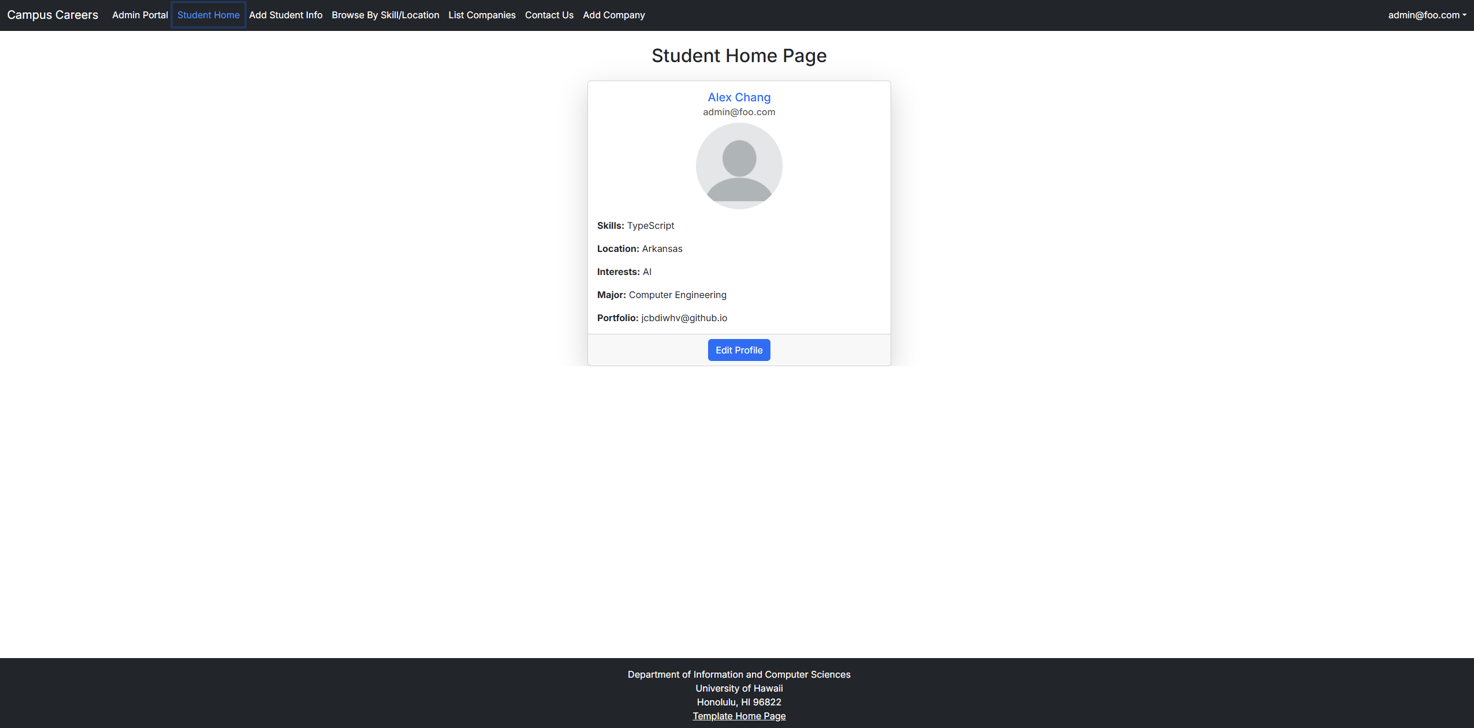 Campus Careers Admin Portal Student Home Add Student Info Browse By Skill/Location List Companies Contact Us Add Company admin@foo.com
Student Home Page
Alex Chang
admin@foo.com
Skills: TypeScript
Location: Arkansas
Interests: AI
Major: Computer Engineering
Portfolio: jcbdiwhv@github.io
Edit Profile
Department of Information and Computer Sciences
University of Hawaii
Honolulu, HI 96822
Template Home Page